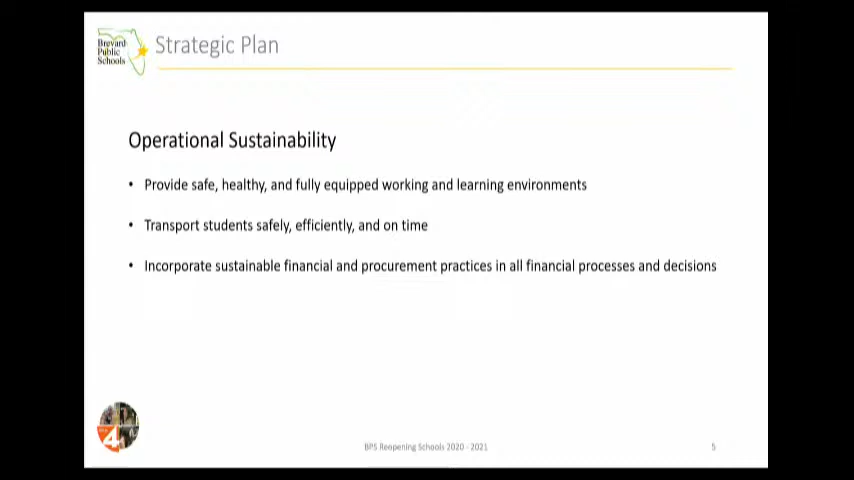 Brevard
Public
Schools
Strategic Plan
Operational Sustainability
• Provide safe, healthy, and fully equipped working and learning environments
• Transport students safely, efficiently, and on time
• Incorporate sustainable financial and procurement practices in all financial processes and decisions
4
BPS Reopening Schools 2020 - 2021
5